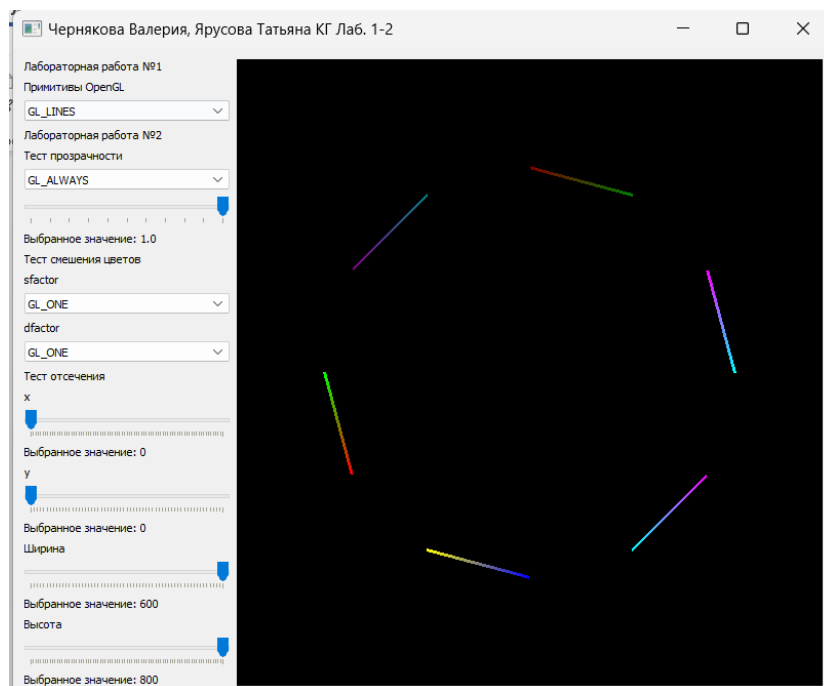 Чернякова Валерия, Ярусова Татьяна КГ Лаб. 1-2
Лабораторная работа №1
Примитивы OpenGL
GL_LINES
Лабораторная работа №2
Тест прозрачности
GL_ALWAYS
Выбранное значение: 1.0
Тест смешения цветов
sfactor
GL_ONE
dfactor
GL_ONE
Тест отсечения
x
Выбранное значение: 0
y
Выбранное значение: 0
Ширина
Выбранное значение: 600
Высота
Выбранное значение: 800